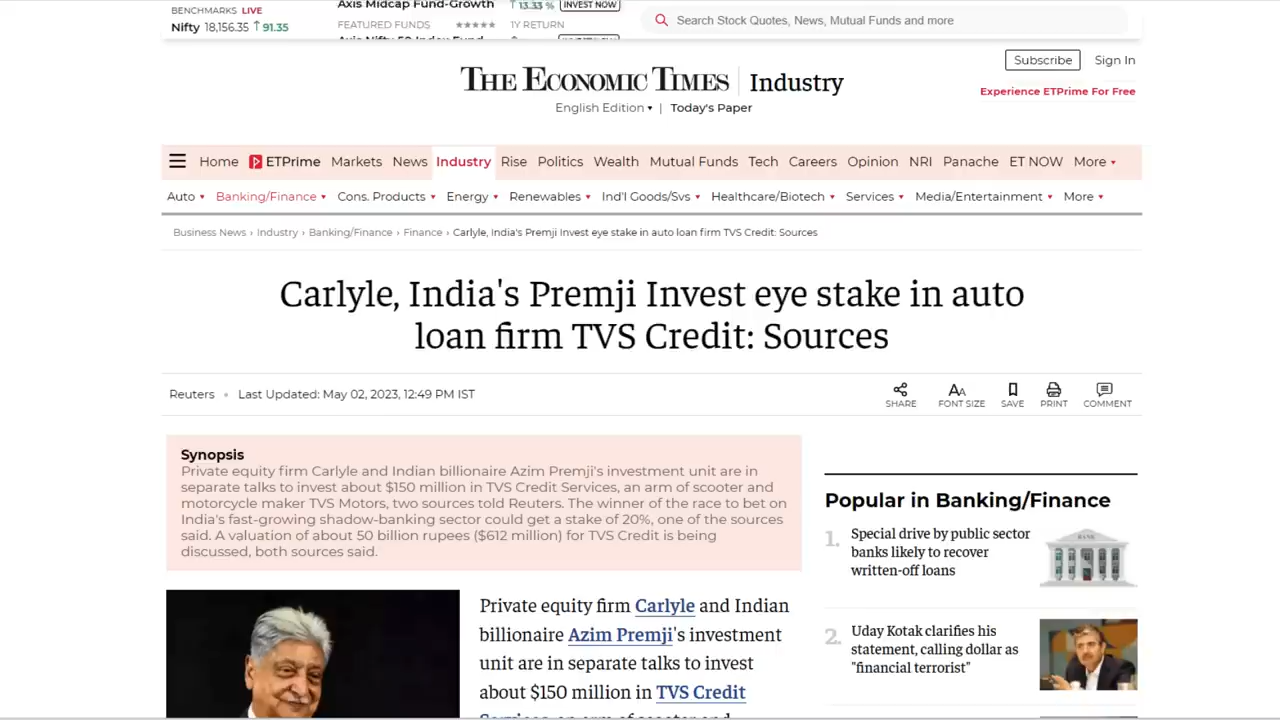 BENCHMARKS LIVE
Nifty 18,156.35 ↑ 91.35
Axis Midcap Fund-Growth ↑ 13.33 % INVEST NOW
FEATURED FUNDS ★★★★★ 1Y RETURN
Search Stock Quotes, News, Mutual Funds and more
Subscribe Sign In
THE ECONOMIC TIMES | Industry
Experience ETPrime For Free
English Edition ▾ | Today's Paper
Home ETPrime Markets News Industry Rise Politics Wealth Mutual Funds Tech Careers Opinion NRI Panache ET NOW More ▾
Auto ▾ Banking/Finance ▾ Cons. Products ▾ Energy ▾ Renewables ▾ Ind'l Goods/Svs ▾ Healthcare/Biotech ▾ Services ▾ Media/Entertainment ▾ More ▾
Business News › Industry › Banking/Finance › Finance › Carlyle, India's Premji Invest eye stake in auto loan firm TVS Credit: Sources
Carlyle, India's Premji Invest eye stake in auto
loan firm TVS Credit: Sources
Reuters • Last Updated: May 02, 2023, 12:49 PM IST
SHARE FONT SIZE SAVE PRINT COMMENT
Synopsis
Private equity firm Carlyle and Indian billionaire Azim Premji's investment unit are in
separate talks to invest about $150 million in TVS Credit Services, an arm of scooter and
motorcycle maker TVS Motors, two sources told Reuters. The winner of the race to bet on
India's fast-growing shadow-banking sector could get a stake of 20%, one of the sources
said. A valuation of about 50 billion rupees ($612 million) for TVS Credit is being
discussed, both sources said.
Private equity firm Carlyle and Indian
billionaire Azim Premji's investment
unit are in separate talks to invest
about $150 million in TVS Credit
Popular in Banking/Finance
1. Special drive by public sector
banks likely to recover
written-off loans
BANK
2. Uday Kotak clarifies his
statement, calling dollar as
"financial terrorist"